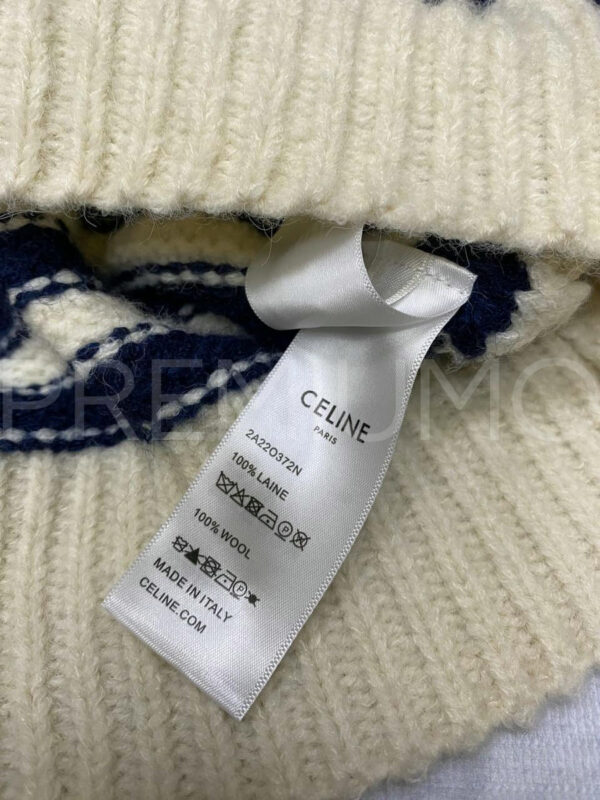 CELINE
PARIS
2A22O372N
100% LAINE
100% WOOL
MADE IN ITALY
CELINE.COM
PREMIUMO